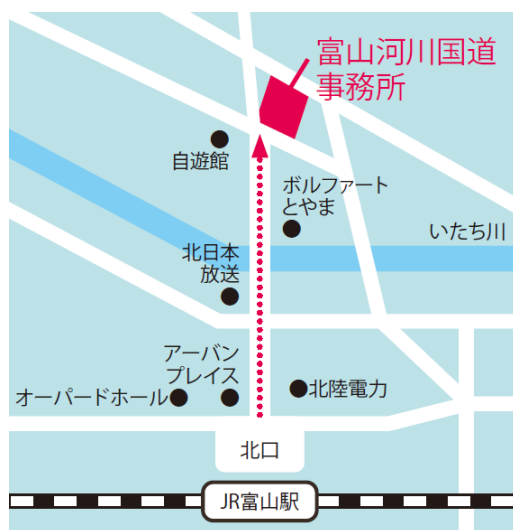 富山河川国道
事務所
自遊館
ボルファート
とやま
いたち川
北日本
放送
アーバン
プレイス
オーパードホール
北陸電力
北口
JR富山駅